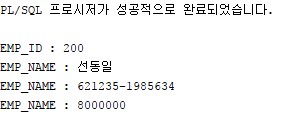 PL/SQL 프로시저가 성공적으로 완료되었습니다.
EMP_ID : 200
EMP_NAME : 선동일
EMP_NAME : 621235-1985634
EMP_NAME : 8000000